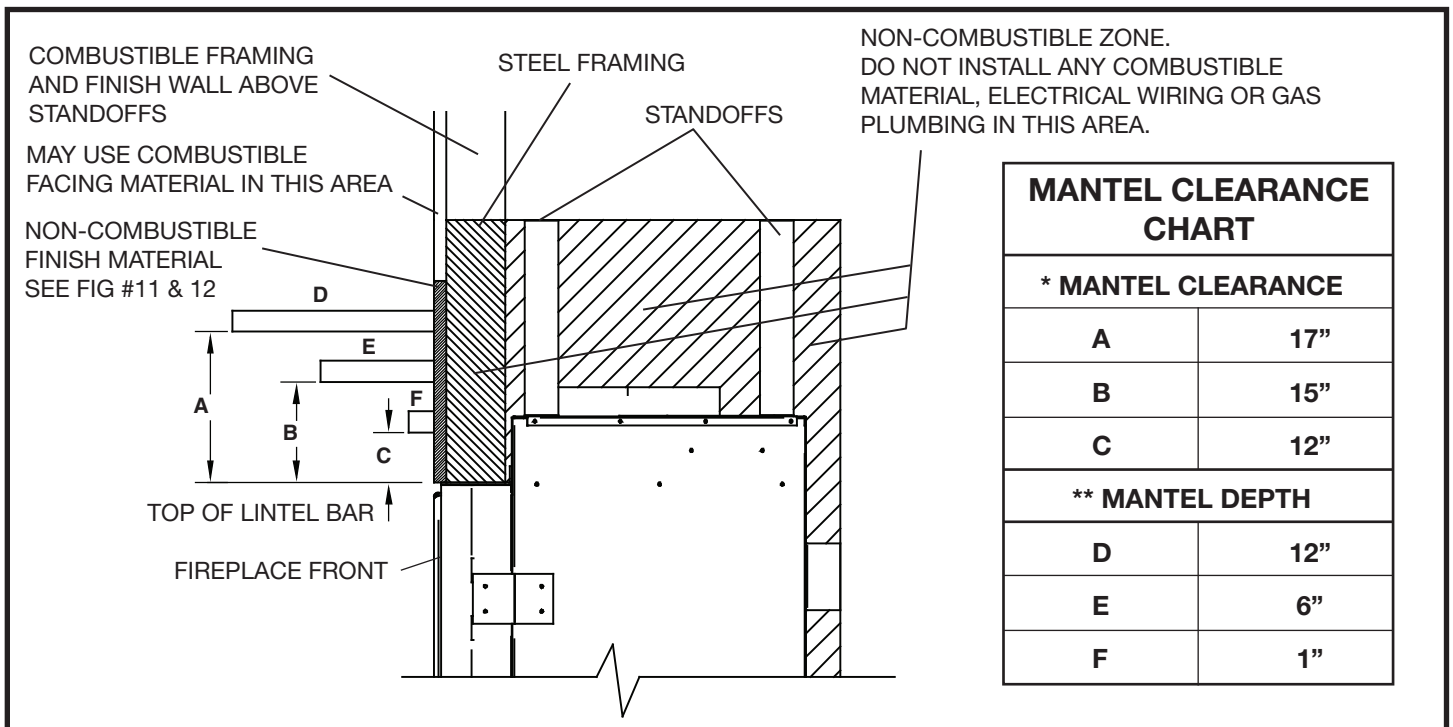 COMBUSTIBLE FRAMING
AND FINISH WALL ABOVE
STANDOFFS
MAY USE COMBUSTIBLE
FACING MATERIAL IN THIS AREA
NON-COMBUSTIBLE
FINISH MATERIAL
SEE FIG #11 & 12
STEEL FRAMING
STANDOFFS
NON-COMBUSTIBLE ZONE.
DO NOT INSTALL ANY COMBUSTIBLE
MATERIAL, ELECTRICAL WIRING OR GAS
PLUMBING IN THIS AREA.
D
E
F
A
B
C
TOP OF LINTEL BAR
FIREPLACE FRONT
MANTEL CLEARANCE
CHART
* MANTEL CLEARANCE
A 17”
B 15”
C 12”
** MANTEL DEPTH
D 12”
E 6”
F 1”